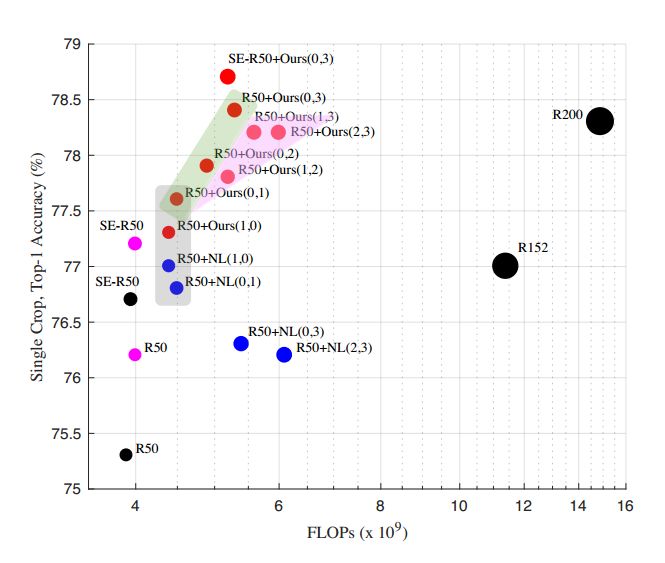 79
78.5
78
77.5
77
76.5
76
75.5
75
Single Crop, Top-1 Accuracy (%)
SE-R50+Ours(0,3)
R50+Ours(0,3)
R50+Ours(1,3)
R50+Ours(2,3)
R200
R50+Ours(0,2)
R50+Ours(1,2)
R50+Ours(0,1)
SE-R50
R50+Ours(1,0)
R152
R50+NL(1,0)
SE-R50
R50+NL(0,1)
R50+NL(0,3)
R50
R50+NL(2,3)
R50
4
6
8
10
12
14
16
FLOPs (x 10⁹)